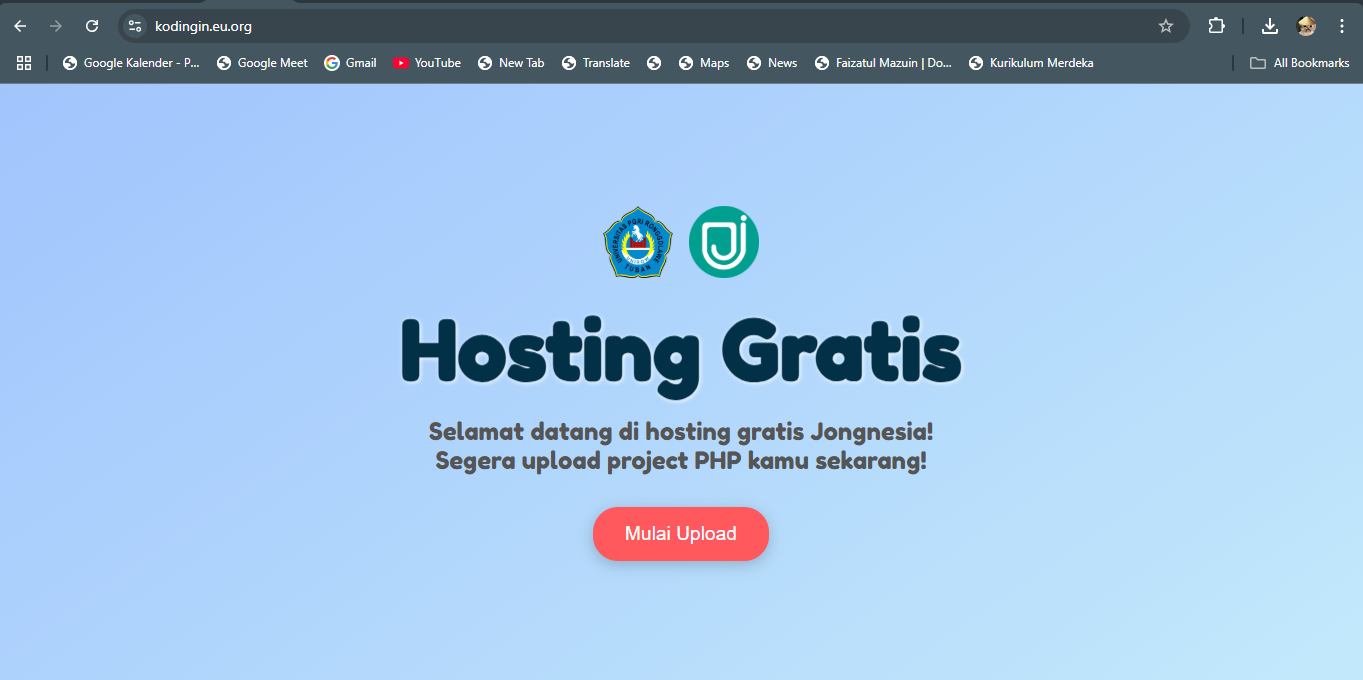 kodingin.eu.org
Google Kalender - P...
Google Meet
Gmail
YouTube
New Tab
Translate
Maps
News
Faizatul Mazuin | Do...
Kurikulum Merdeka
All Bookmarks
UNIVERSITAS PGRI RONGGOLAWE
TUBAN
Hosting Gratis
Selamat datang di hosting gratis Jongnesia!
Segera upload project PHP kamu sekarang!
Mulai Upload